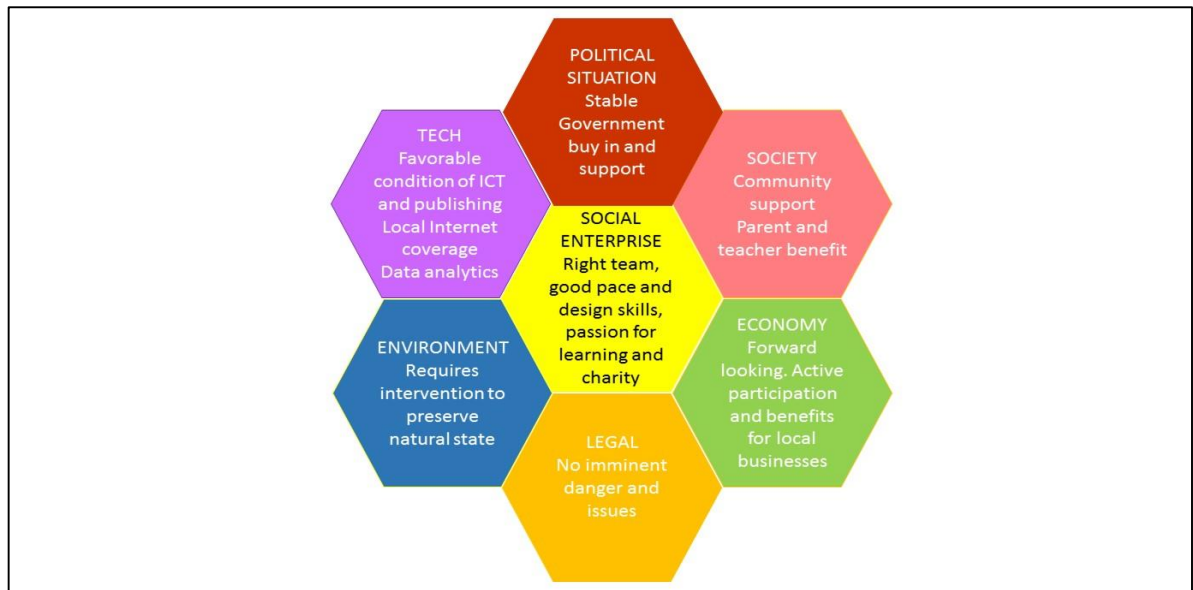 POLITICAL
SITUATION
Stable
Government
buy in and
support
TECH
Favorable
condition of ICT
and publishing
Local Internet
coverage
Data analytics
SOCIETY
Community
support
Parent and
teacher benefit
SOCIAL
ENTERPRISE
Right team,
good pace and
design skills,
passion for
learning and
charity
ENVIRONMENT
Requires
intervention to
preserve
natural state
ECONOMY
Forward
looking. Active
participation
and benefits
for local
businesses
LEGAL
No imminent
danger and
issues